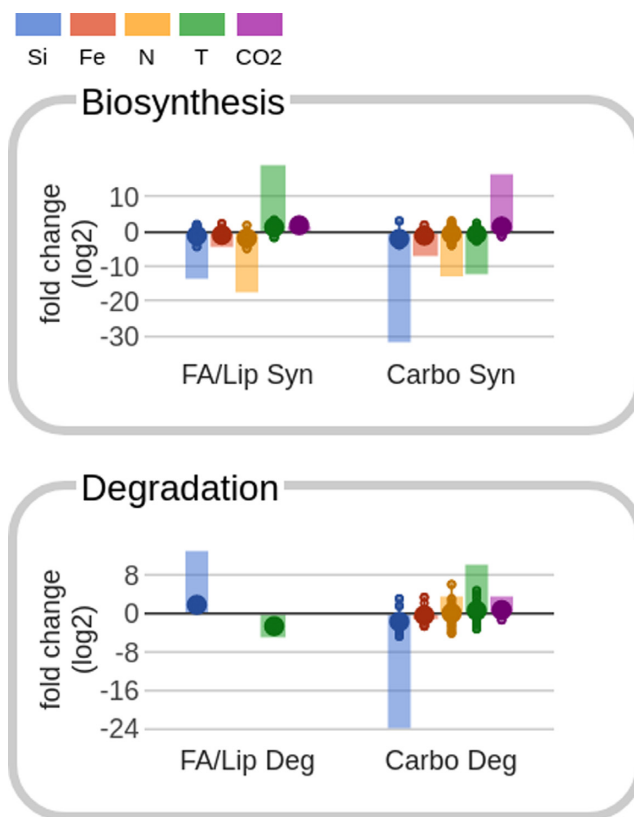 Si Fe N T CO2
Biosynthesis
fold change
(log2)
10
0
-10
-20
-30
FA/Lip Syn Carbo Syn
Degradation
fold change
(log2)
8
0
-8
-16
-24
FA/Lip Deg Carbo Deg